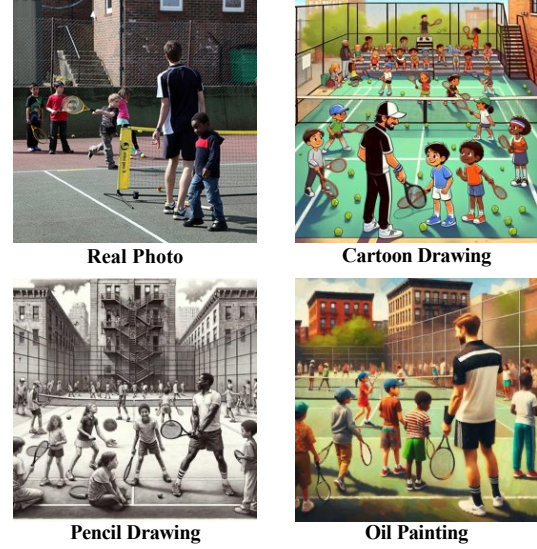 Real Photo
Cartoon Drawing
Pencil Drawing
Oil Painting